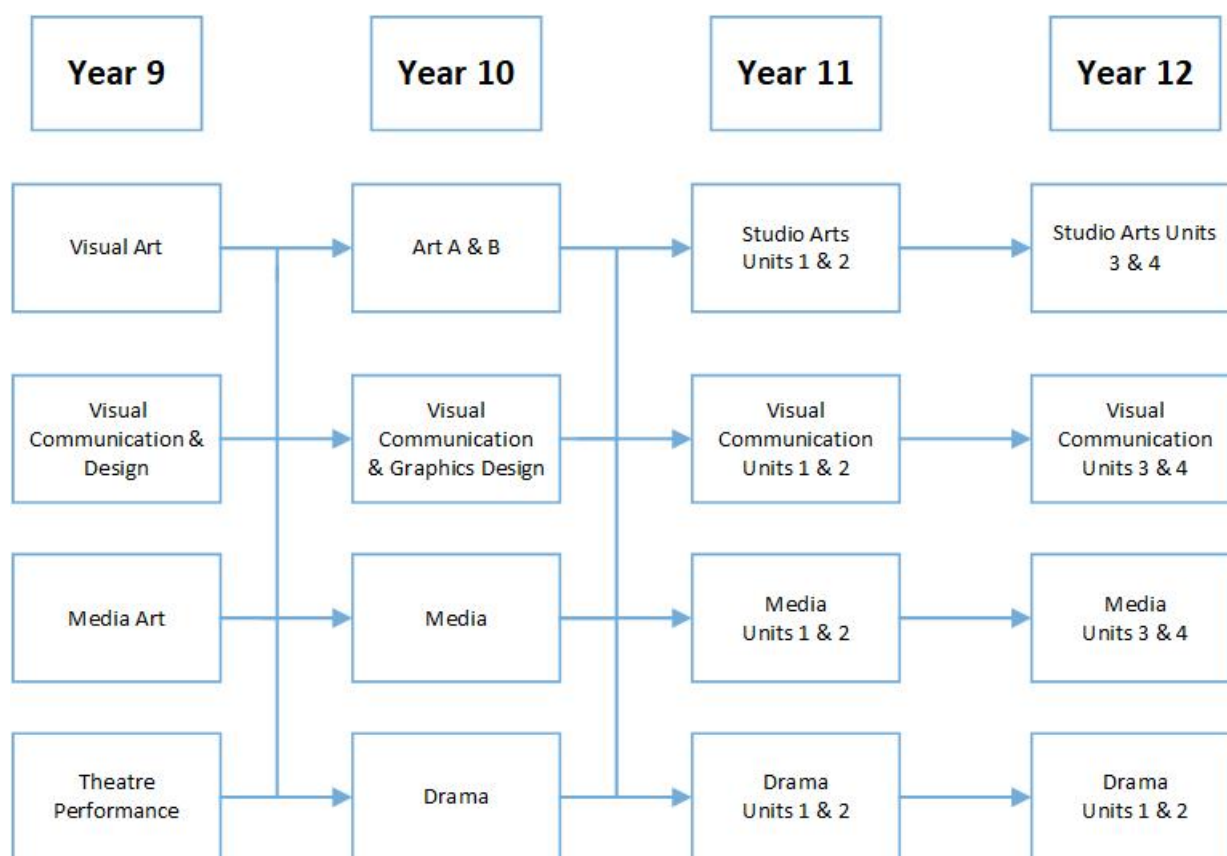 Year 9
Year 10
Year 11
Year 12
Visual Art
Art A & B
Studio Arts
Units 1 & 2
Studio Arts Units
3 & 4
Visual
Communication &
Design
Visual
Communication
& Graphics Design
Visual
Communication
Units 1 & 2
Visual
Communication
Units 3 & 4
Media Art
Media
Media
Units 1 & 2
Media
Units 3 & 4
Theatre
Performance
Drama
Drama
Units 1 & 2
Drama
Units 1 & 2